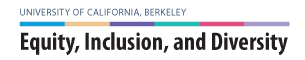 UNIVERSITY OF CALIFORNIA, BERKELEY
Equity, Inclusion, and Diversity